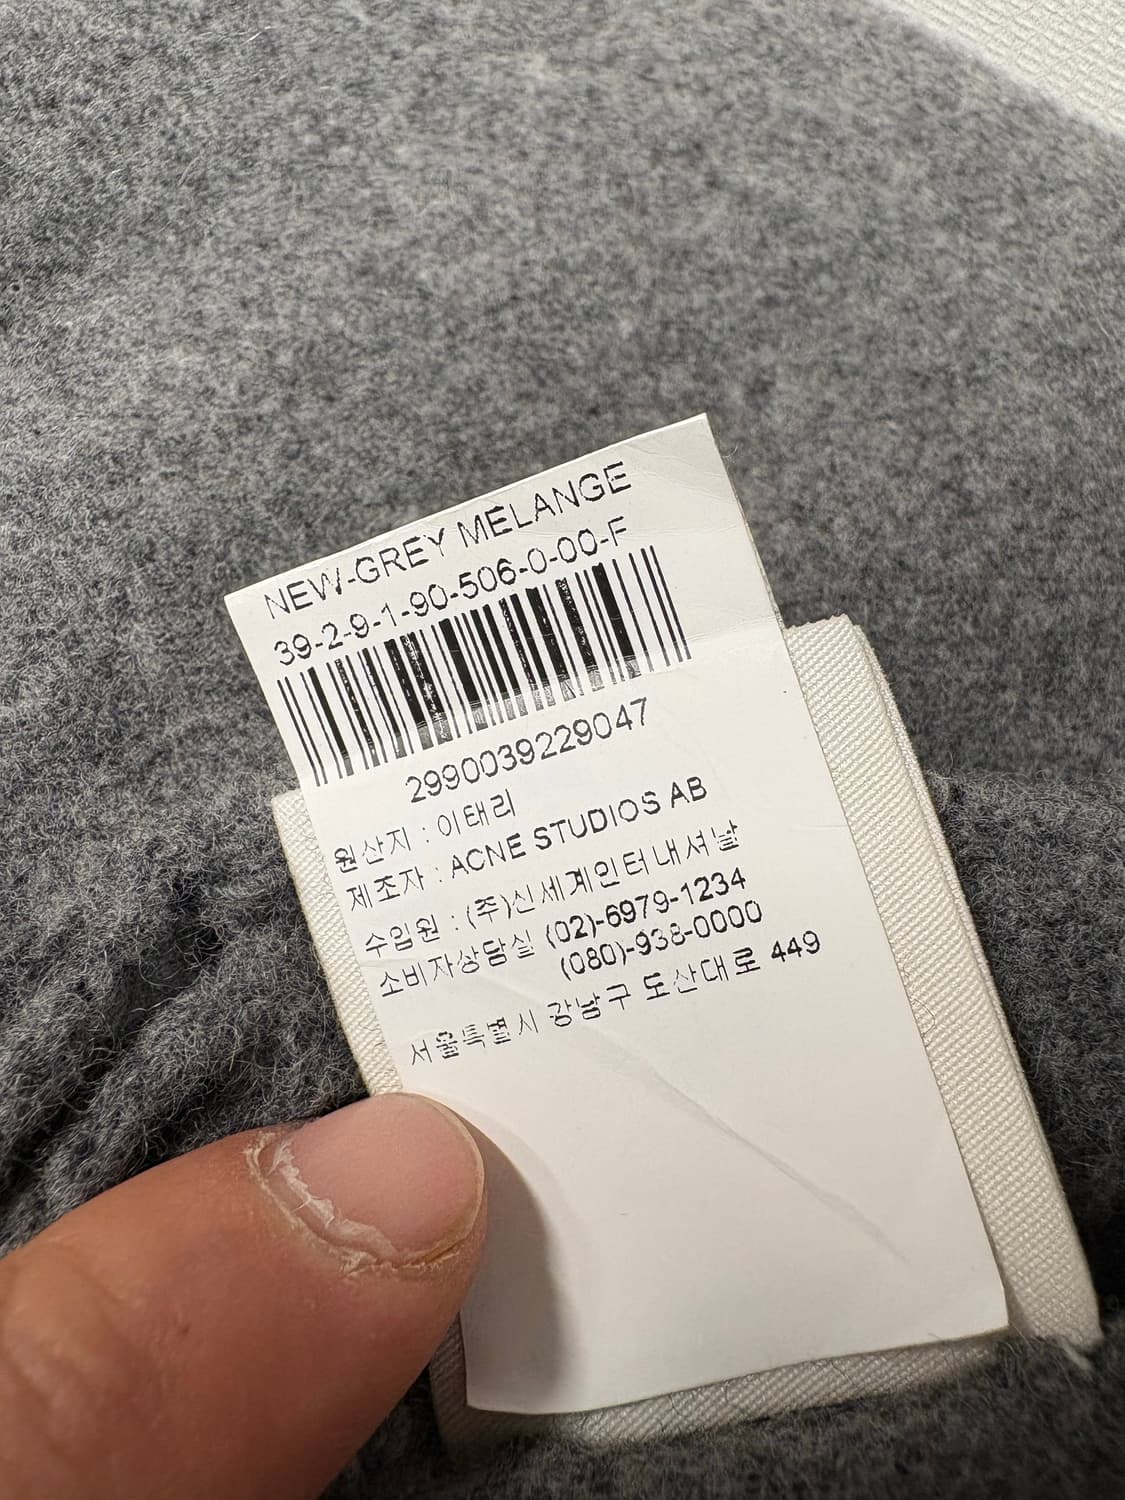 NEW-GREY MELANGE
39-2-9-1-90-506-0-00-F
2990039229047
원산지 : 이태리
제조자 : ACNE STUDIOS AB
수입원 : (주)신세계인터내셔날
소비자상담실 (02)-6979-1234
(080)-938-0000
서울특별시 강남구 도산대로 449